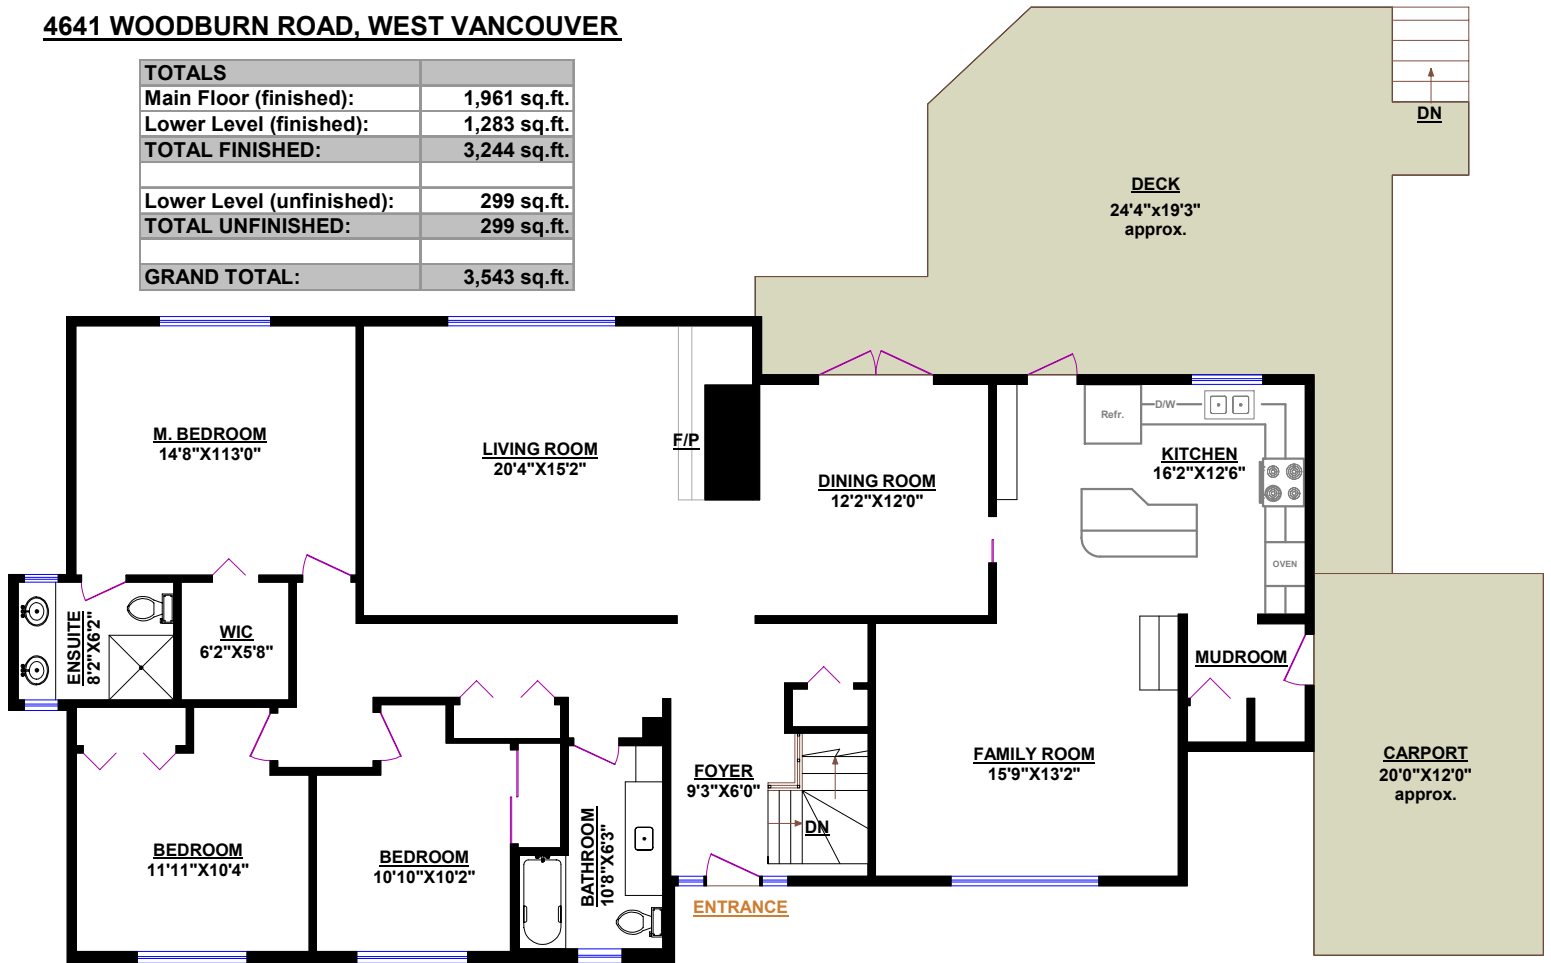 4641 WOODBURN ROAD, WEST VANCOUVER
TOTALS
Main Floor (finished): 1,961 sq.ft.
Lower Level (finished): 1,283 sq.ft.
TOTAL FINISHED: 3,244 sq.ft.
Lower Level (unfinished): 299 sq.ft.
TOTAL UNFINISHED: 299 sq.ft.
GRAND TOTAL: 3,543 sq.ft.
DN
DECK
24'4"x19'3"
approx.
M. BEDROOM
14'8"X113'0"
LIVING ROOM
20'4"X15'2"
F/P
DINING ROOM
12'2"X12'0"
Refr.
D/W
KITCHEN
16'2"X12'6"
OVEN
ENSUITE
8'2"X6'2"
WIC
6'2"X5'8"
MUDROOM
FAMILY ROOM
15'9"X13'2"
CARPORT
20'0"X12'0"
approx.
FOYER
9'3"X6'0"
DN
BEDROOM
11'11"X10'4"
BEDROOM
10'10"X10'2"
BATHROOM
10'8"X6'3"
ENTRANCE